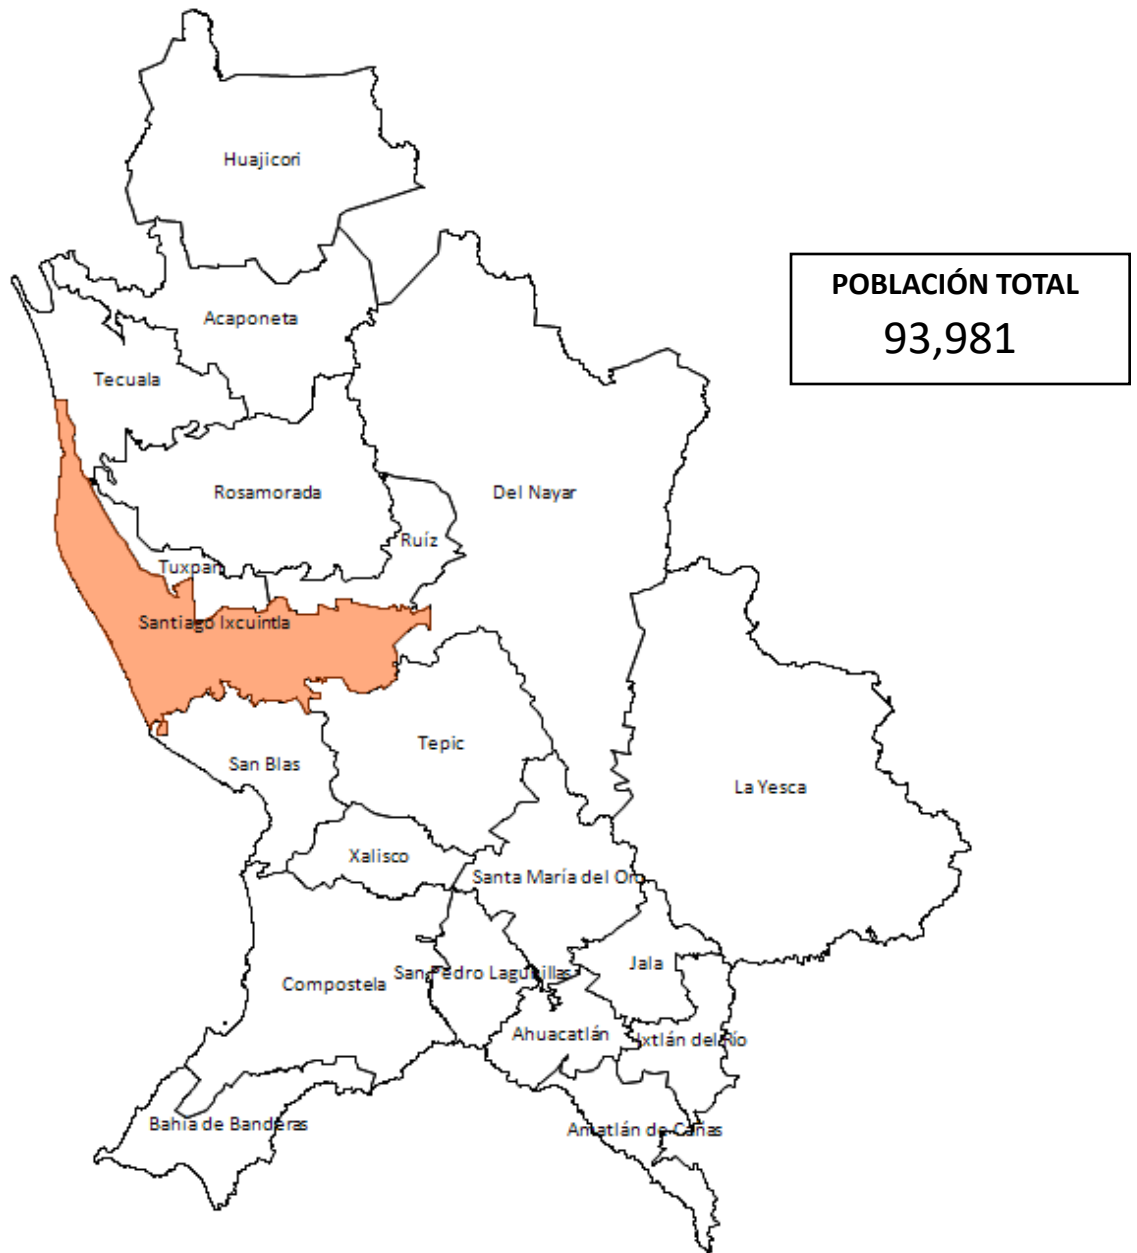 Huajicori
POBLACIÓN TOTAL
93,981
Acaponeta
Tecuala
Rosamorada
Del Nayar
Ruíz
Tuxpan
Santiago Ixcuintla
Tepic
San Blas
La Yesca
Xalisco
Santa María del Oro
Jala
San Pedro Lagunillas
Compostela
Ahuacatlán
Ixtlán del Río
Bahía de Banderas
Amatlán de Cañas